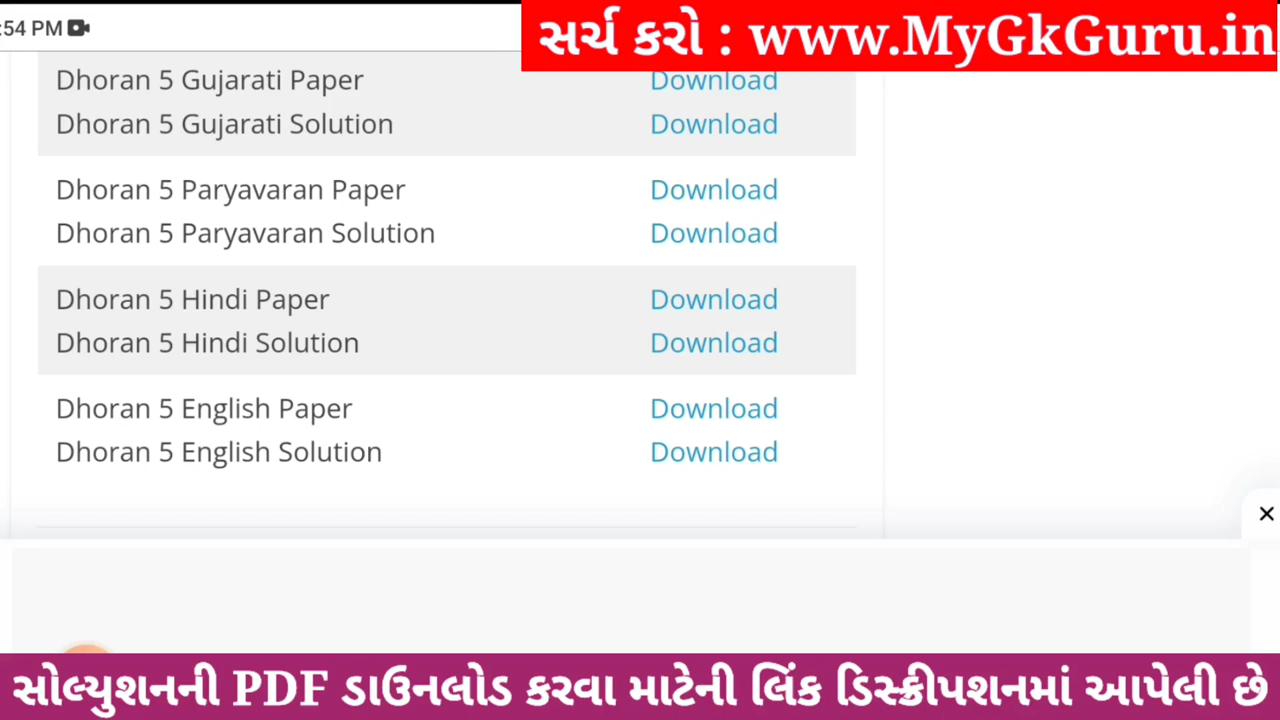 :54 PM
સર્ચ કરો : www.MyGkGuru.in
Dhoran 5 Gujarati Paper Download
Dhoran 5 Gujarati Solution Download
Dhoran 5 Paryavaran Paper Download
Dhoran 5 Paryavaran Solution Download
Dhoran 5 Hindi Paper Download
Dhoran 5 Hindi Solution Download
Dhoran 5 English Paper Download
Dhoran 5 English Solution Download
સોલ્યુશનની PDF ડાઉનલોડ કરવા માટેની લિંક ડિસ્ક્રીપશનમાં આપેલી છે